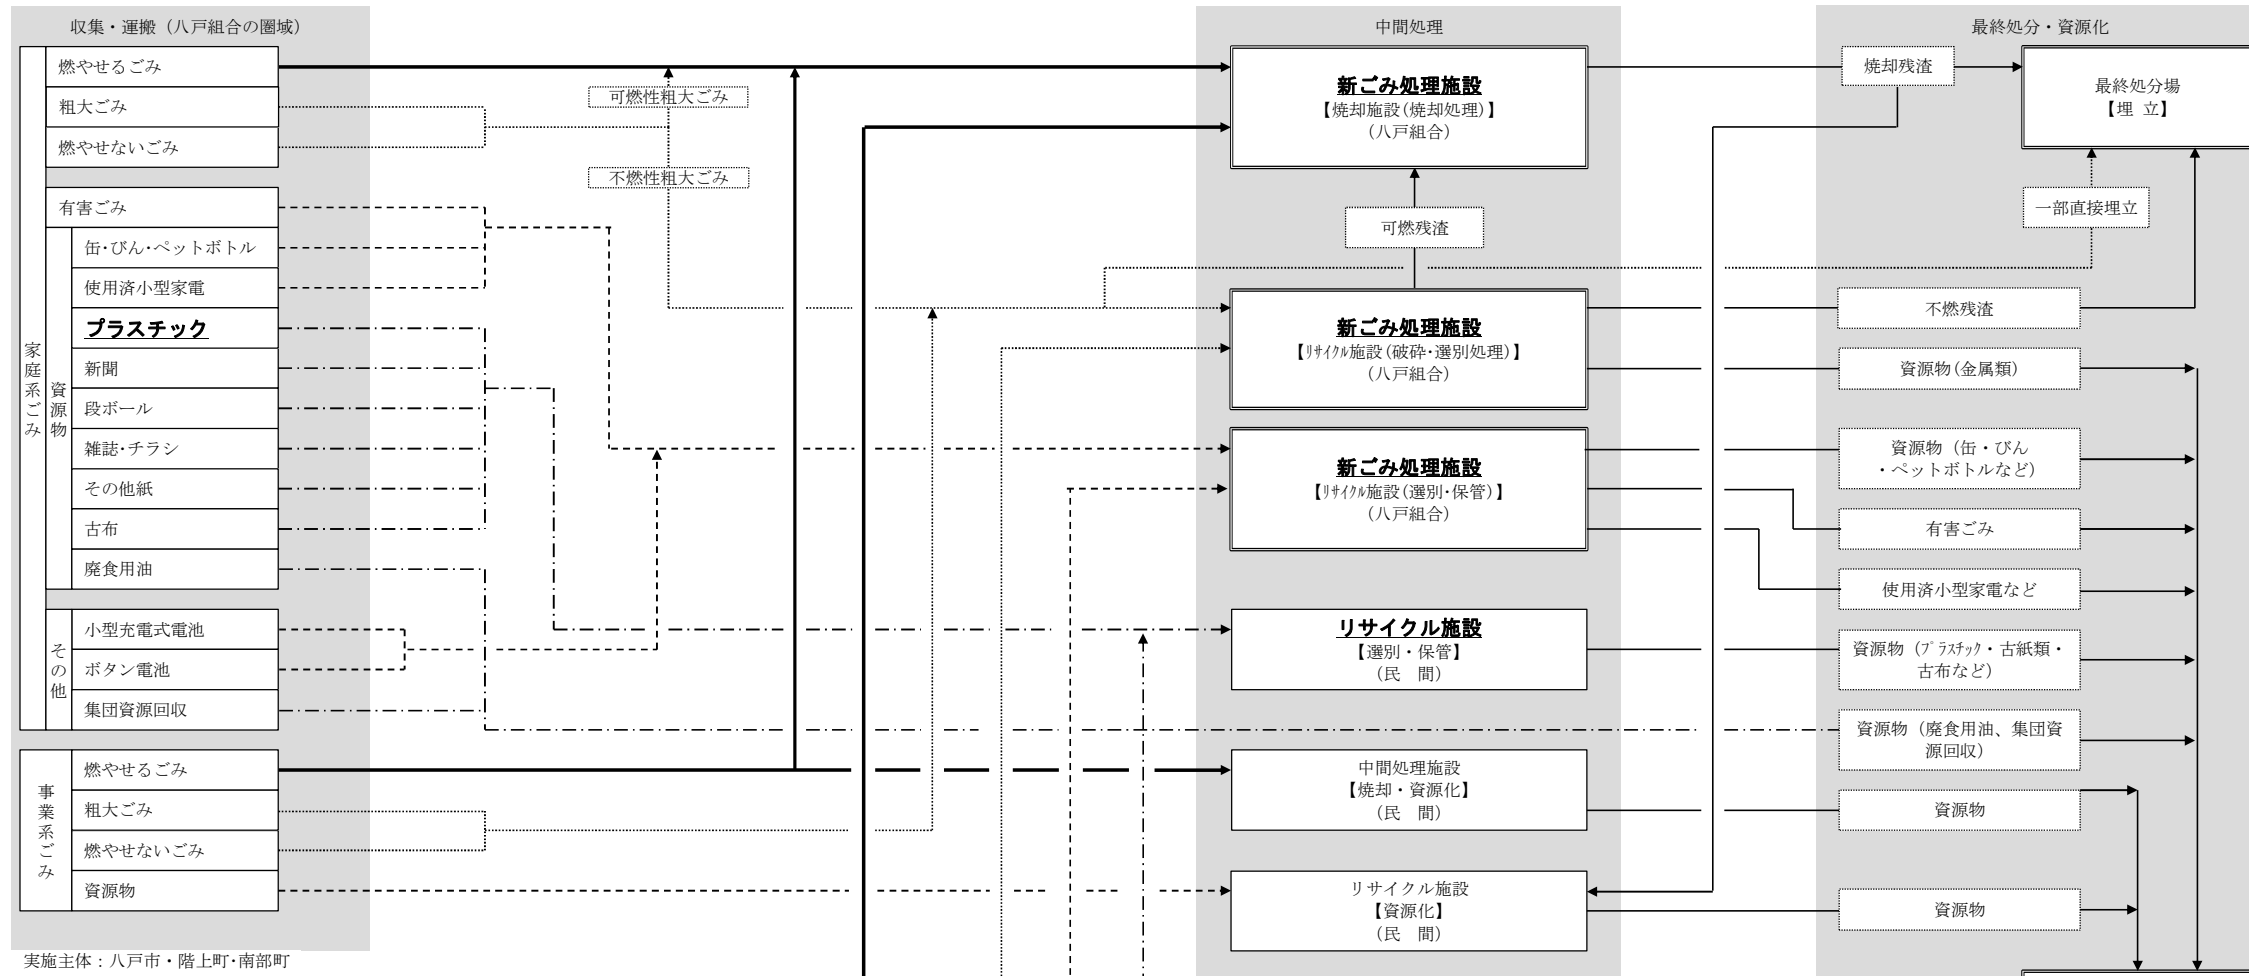 収集・運搬（八戸組合の圏域）
家庭系ごみ
燃やせるごみ
粗大ごみ
燃やせないごみ
有害ごみ
資源物
缶・びん・ペットボトル
使用済小型家電
プラスチック
新聞
段ボール
雑誌・チラシ
その他紙
古布
廃食用油
その他
小型充電式電池
ボタン電池
集団資源回収
事業系ごみ
燃やせるごみ
粗大ごみ
燃やせないごみ
資源物
実施主体：八戸市・階上町・南部町
可燃性粗大ごみ
不燃性粗大ごみ
中間処理
新ごみ処理施設
【焼却施設(焼却処理)】
（八戸組合）
可燃残渣
新ごみ処理施設
【ﾘｻｲｸﾙ施設(破砕・選別処理)】
（八戸組合）
新ごみ処理施設
【ﾘｻｲｸﾙ施設(選別・保管)】
（八戸組合）
リサイクル施設
【選別・保管】
（民　間）
中間処理施設
【焼却・資源化】
（民　間）
リサイクル施設
【資源化】
（民　間）
最終処分・資源化
焼却残渣
最終処分場
【埋 立】
一部直接埋立
不燃残渣
資源物(金属類)
資源物（缶・びん
・ペットボトルなど）
有害ごみ
使用済小型家電など
資源物（ﾌﾟﾗｽﾁｯｸ・古紙類・
古布など）
資源物（廃食用油、集団資
源回収）
資源物
資源物